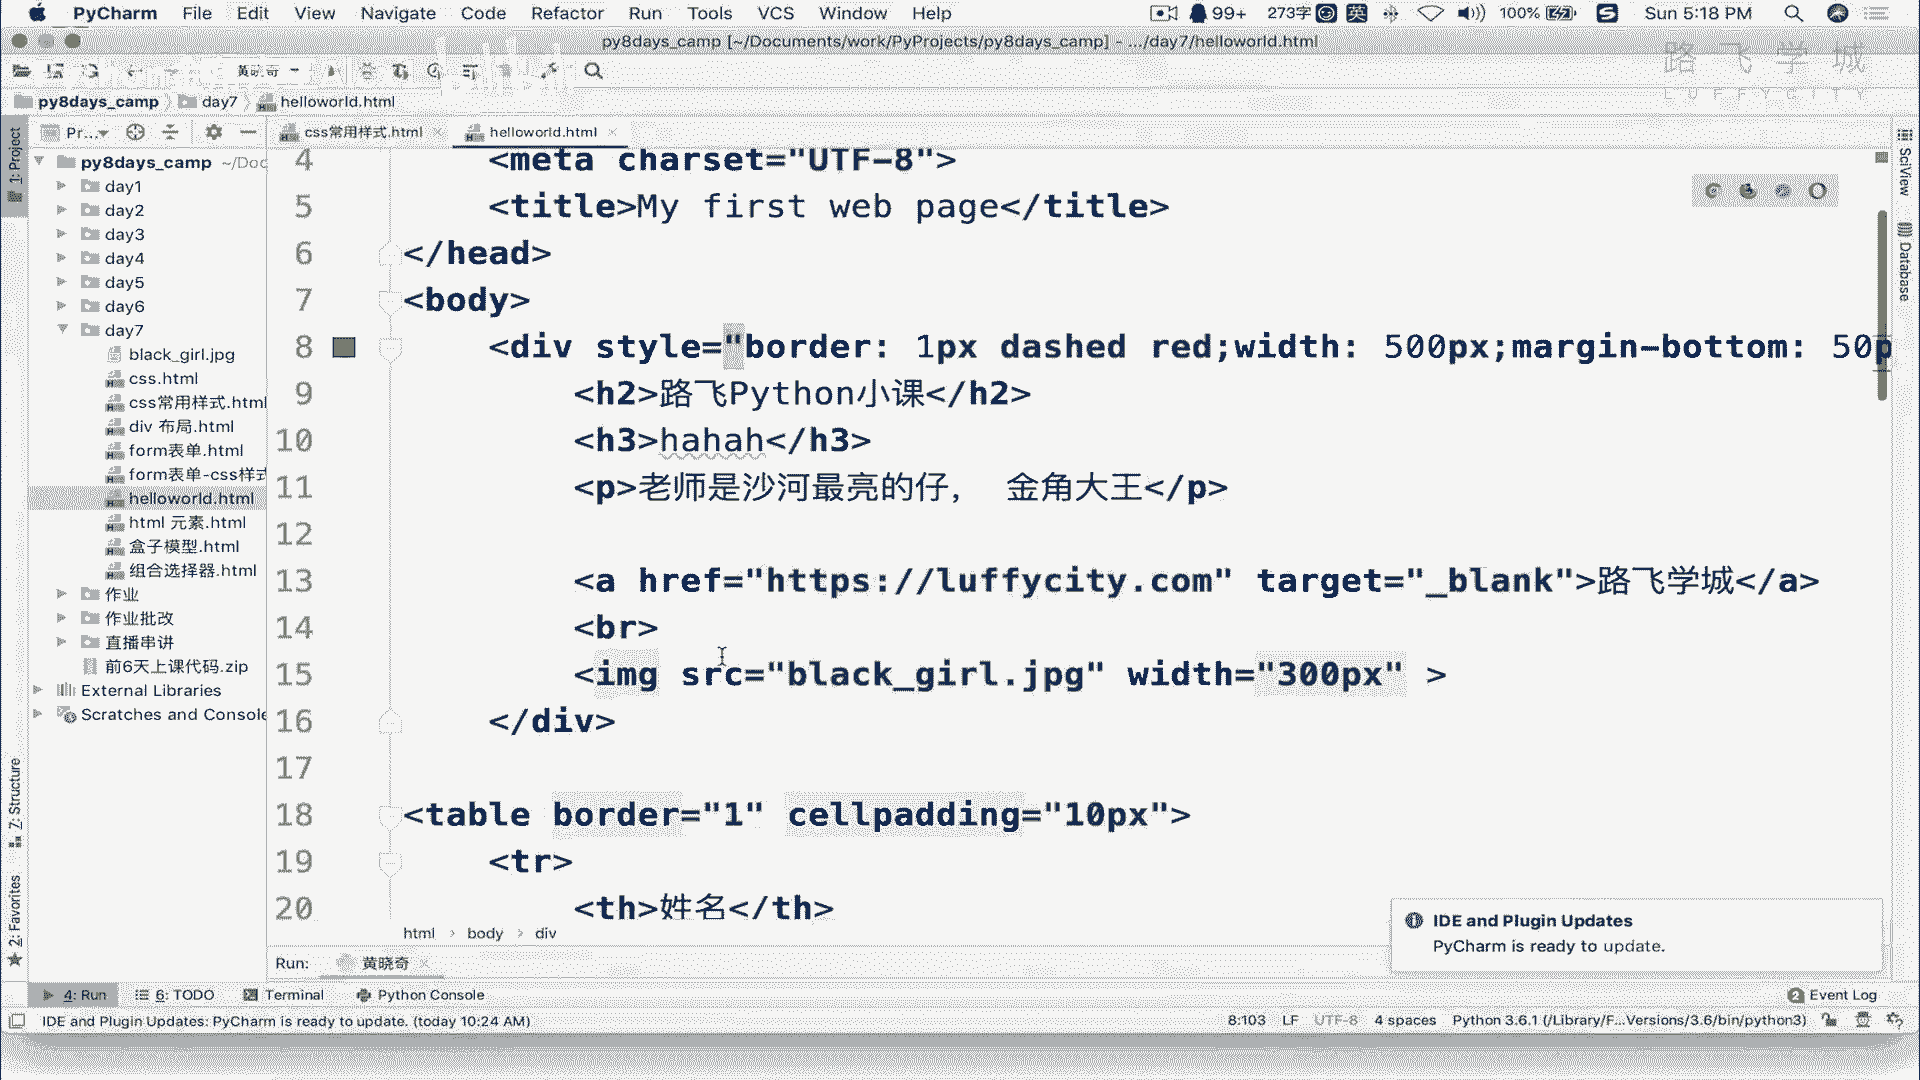 PyCharm File Edit View Navigate Code Refactor Run Tools VCS Window Help 99+ 273字 英 100% Sun 5:18 PM
py8days_camp [~/Documents/work/PyProjects/py8days_camp] - .../day7/helloworld.html
黄晓奇
路飞学城
LUFFYCITY
py8days_camp day7 helloworld.html
Pr... css常用样式.html helloworld.html
1: Project
py8days_camp ~/Doc
day1
day2
day3
day4
day5
day6
day7
black_girl.jpg
css.html
css常用样式.html
div 布局.html
form表单.html
form表单-css样式
helloworld.html
html 元素.html
盒子模型.html
组合选择器.html
作业
作业批改
直播串讲
前6天上课代码.zip
External Libraries
Scratches and Console
7: Structure
2: Favorites
4 <meta charset="UTF-8">
5 <title>My first web page</title>
6 </head>
7 <body>
8 <div style="border: 1px dashed red;width: 500px;margin-bottom: 50p
9 <h2>路飞Python小课</h2>
10 <h3>hahah</h3>
11 <p>老师是沙河最亮的仔， 金角大王</p>
12
13 <a href="https://luffycity.com" target="_blank">路飞学城</a>
14 <br>
15 <img src="black_girl.jpg" width="300px" >
16 </div>
17
18 <table border="1" cellpadding="10px">
19 <tr>
20 <th>姓名</th>
html body div
SciView
Database
IDE and Plugin Updates
PyCharm is ready to update.
Run: 黄晓奇
4: Run 6: TODO Terminal Python Console 2 Event Log
IDE and Plugin Updates: PyCharm is ready to update. (today 10:24 AM) 8:103 LF UTF-8 4 spaces Python 3.6.1 (/Library/F...Versions/3.6/bin/python3)